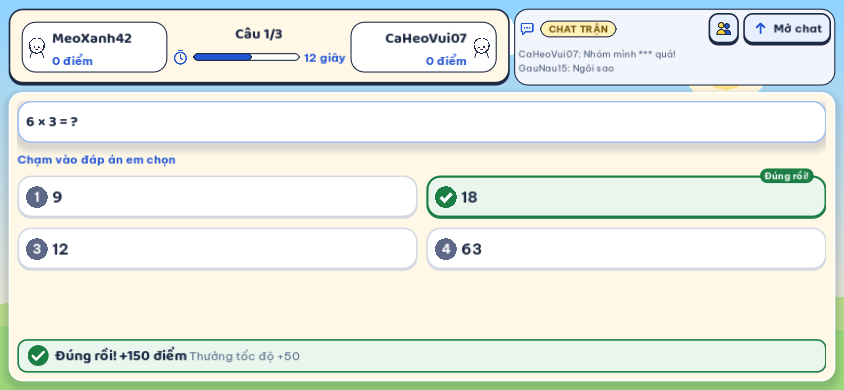 MeoXanh42
0 điểm
Câu 1/3
12 giây
CaHeoVui07
0 điểm
CHAT TRẬN
Mở chat
CaHeoVui07: Nhóm mình *** quá!
GauNau15: Ngôi sao
6 × 3 = ?
Chạm vào đáp án em chọn
1 9
Đúng rồi!
18
3 12
4 63
Đúng rồi! +150 điểm Thưởng tốc độ +50